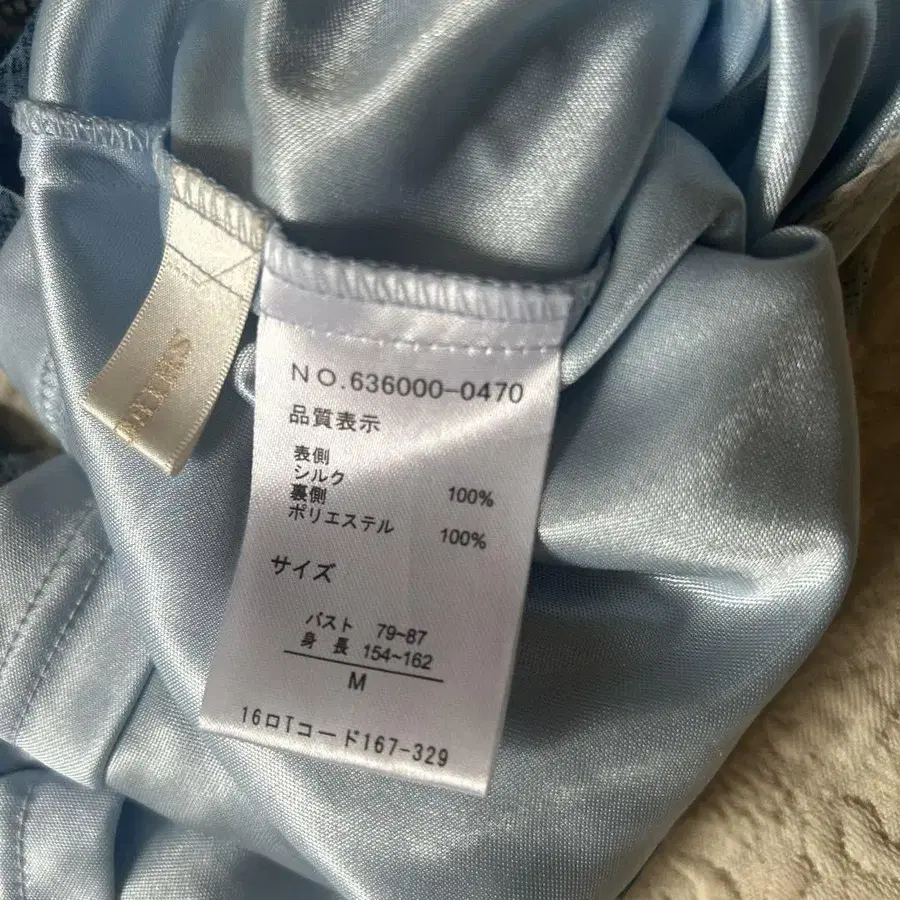 NO.636000-0470
品質表示
表側
シルク 100%
裏側
ポリエステル 100%
サイズ
バスト 79~87
身長 154~162
M
16ロTコード167-329